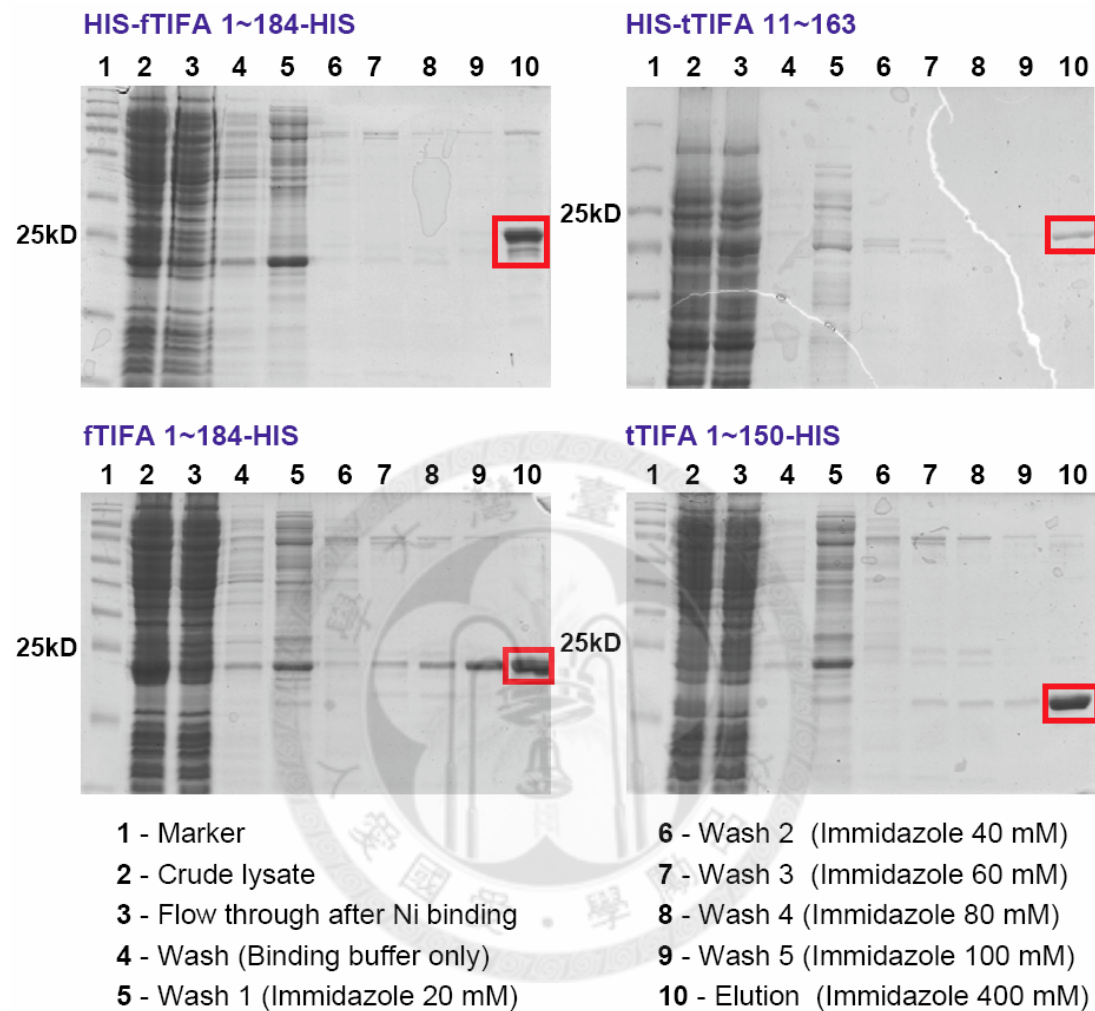 HIS-fTIFA 1~184-HIS
1 2 3 4 5 6 7 8 9 10
25kD
HIS-tTIFA 11~163
1 2 3 4 5 6 7 8 9 10
25kD
fTIFA 1~184-HIS
1 2 3 4 5 6 7 8 9 10
25kD
tTIFA 1~150-HIS
1 2 3 4 5 6 7 8 9 10
25kD
1 - Marker
2 - Crude lysate
3 - Flow through after Ni binding
4 - Wash (Binding buffer only)
5 - Wash 1 (Immidazole 20 mM)
6 - Wash 2 (Immidazole 40 mM)
7 - Wash 3 (Immidazole 60 mM)
8 - Wash 4 (Immidazole 80 mM)
9 - Wash 5 (Immidazole 100 mM)
10 - Elution (Immidazole 400 mM)